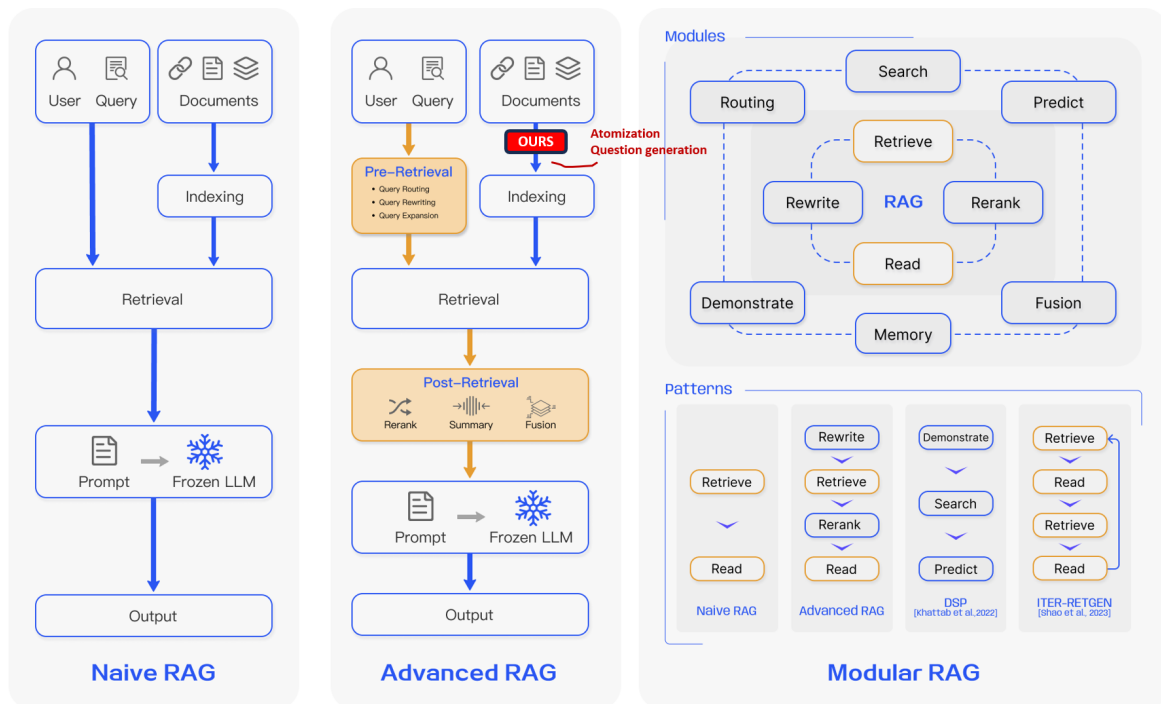 User
Query
Documents
Indexing
Retrieval
Prompt
Frozen LLM
Output
Naive RAG
User
Query
Documents
OURS
Atomization
Question generation
Pre-Retrieval
• Query Routing
• Query Rewriting
• Query Expansion
Indexing
Retrieval
Post-Retrieval
Rerank
Summary
Fusion
Prompt
Frozen LLM
Output
Advanced RAG
Modules
Search
Routing
Predict
Retrieve
Rewrite
RAG
Rerank
Read
Demonstrate
Fusion
Memory
Patterns
Retrieve
Read
Naive RAG
Rewrite
Retrieve
Rerank
Read
Advanced RAG
Demonstrate
Search
Predict
DSP
[Khattab et al.,2022]
Retrieve
Read
Retrieve
Read
ITER-RETGEN
[Shao et al., 2023]
Modular RAG